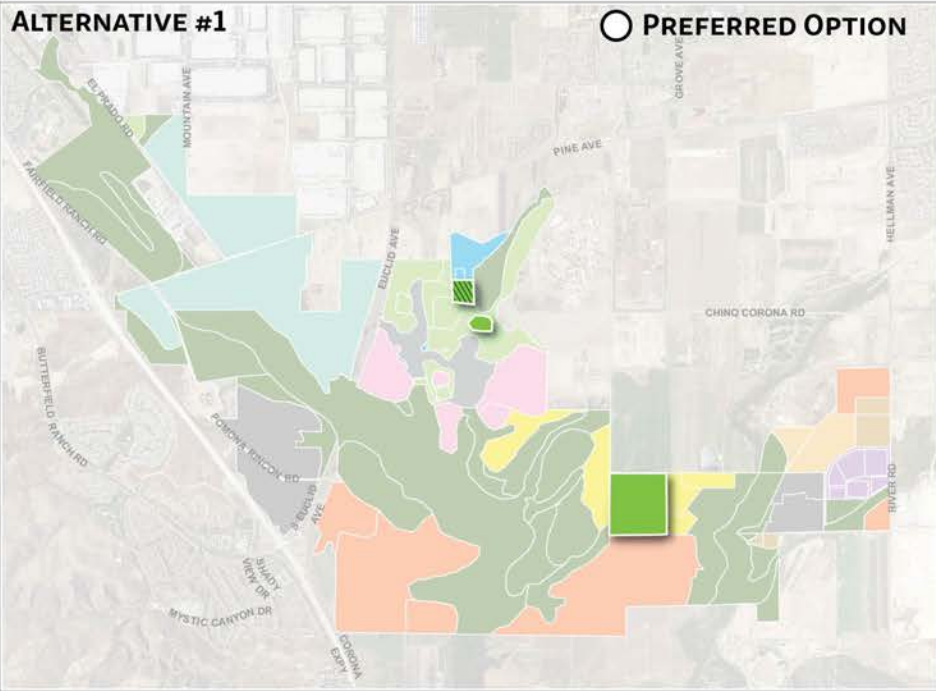 ALTERNATIVE #1
PREFERRED OPTION
GROVE AVE
EL PRADO RD
MOUNTAIN AVE
PINE AVE
FAIRFIELD RANCH RD
HELLMAN AVE
EUCLID AVE
CHINO CORONA RD
BUTTERFIELD RANCH RD
POMONA RINCON RD
RIVER RD
S EUCLID
AVE
SHADY
VIEW DR
MYSTIC CANYON DR
CORONA
EXPY